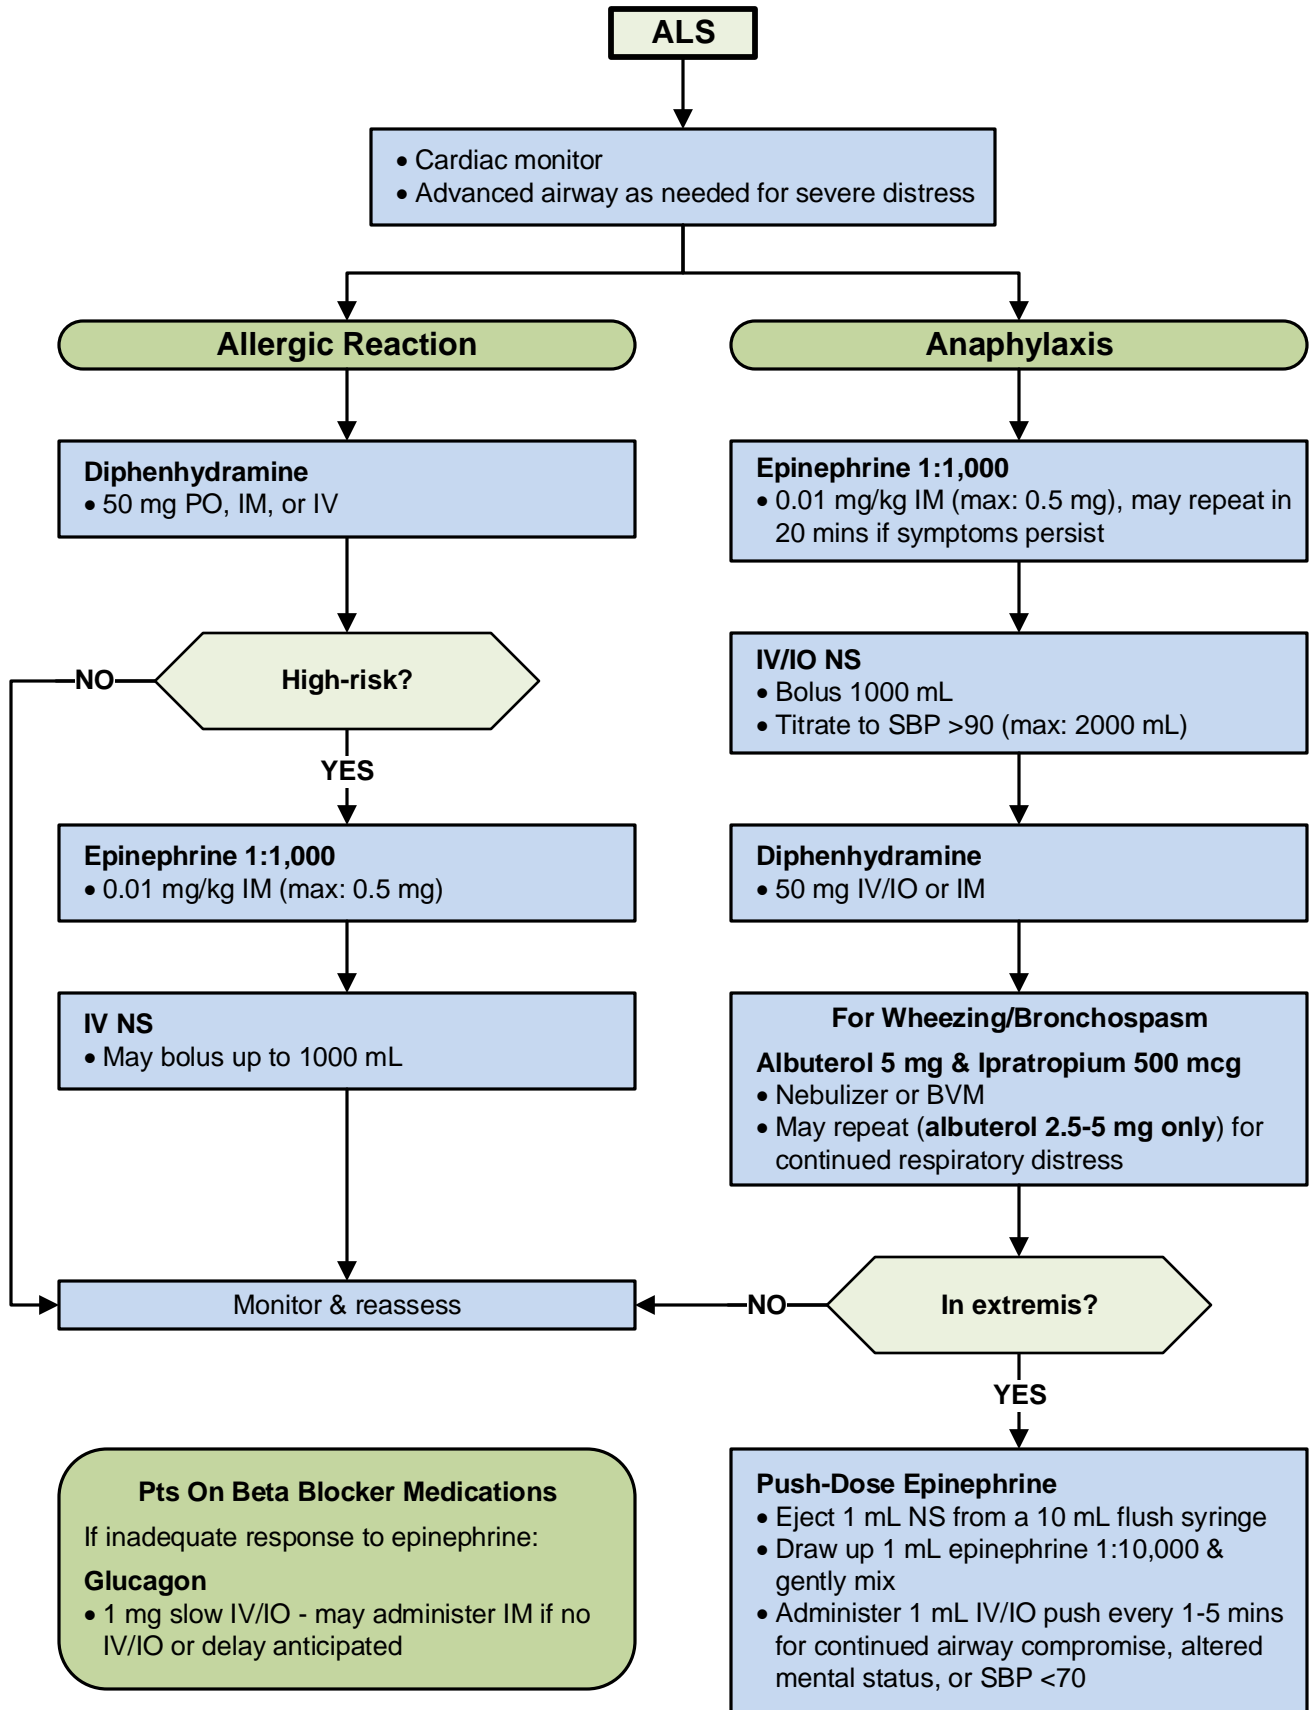 ALS
• Cardiac monitor
• Advanced airway as needed for severe distress
Allergic Reaction
Diphenhydramine
• 50 mg PO, IM, or IV
High-risk?
NO
YES
Epinephrine 1:1,000
• 0.01 mg/kg IM (max: 0.5 mg)
IV NS
• May bolus up to 1000 mL
Monitor & reassess
Anaphylaxis
Epinephrine 1:1,000
• 0.01 mg/kg IM (max: 0.5 mg), may repeat in
20 mins if symptoms persist
IV/IO NS
• Bolus 1000 mL
• Titrate to SBP >90 (max: 2000 mL)
Diphenhydramine
• 50 mg IV/IO or IM
For Wheezing/Bronchospasm
Albuterol 5 mg & Ipratropium 500 mcg
• Nebulizer or BVM
• May repeat (albuterol 2.5-5 mg only) for
continued respiratory distress
In extremis?
NO
YES
Push-Dose Epinephrine
• Eject 1 mL NS from a 10 mL flush syringe
• Draw up 1 mL epinephrine 1:10,000 &
gently mix
• Administer 1 mL IV/IO push every 1-5 mins
for continued airway compromise, altered
mental status, or SBP <70
Pts On Beta Blocker Medications
If inadequate response to epinephrine:
Glucagon
• 1 mg slow IV/IO - may administer IM if no
IV/IO or delay anticipated